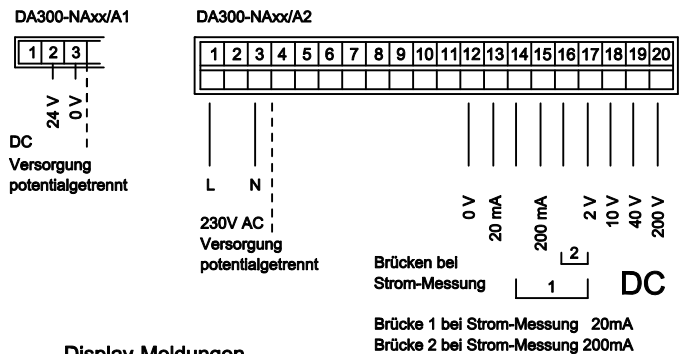 DA300-NAxx/A1
DA300-NAxx/A2
1 2 3
1 2 3 4 5 6 7 8 9 10 11 12 13 14 15 16 17 18 19 20
24 V
0 V
DC
Versorgung
potentialgetrennt
L N
230V AC
Versorgung
potentialgetrennt
0 V
20 mA
200 mA
2 V
10 V
40 V
200 V
Brücken bei
Strom-Messung
2
1
DC
Brücke 1 bei Strom-Messung 20mA
Brücke 2 bei Strom-Messung 200mA
Display-Meldungen